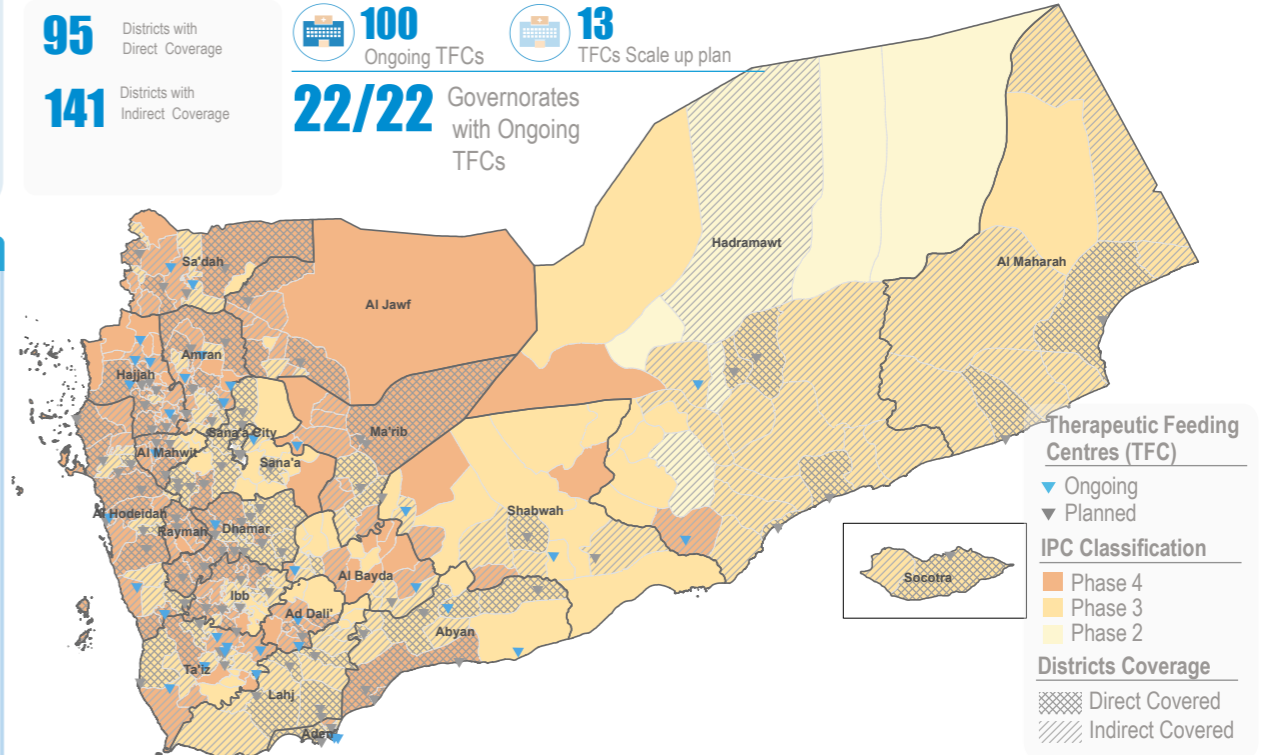 95
Districts with
Direct Coverage
141
Districts with
Indirect Coverage
100
Ongoing TFCs
13
TFCs Scale up plan
22/22
Governorates
with Ongoing
TFCs
Sa'dah
Hadramawt
Al Maharah
Al Jawf
Amran
Hajjah
Ma'rib
Sana'a City
Al Mahwit
Sana'a
Al Hodeidah
Raymah
Dhamar
Shabwah
Al Bayda
Ibb
Ad Dali'
Abyan
Ta'iz
Lahj
Aden
Socotra
Therapeutic Feeding
Centres (TFC)
Ongoing
Planned
IPC Classification
Phase 4
Phase 3
Phase 2
Districts Coverage
Direct Covered
Indirect Covered